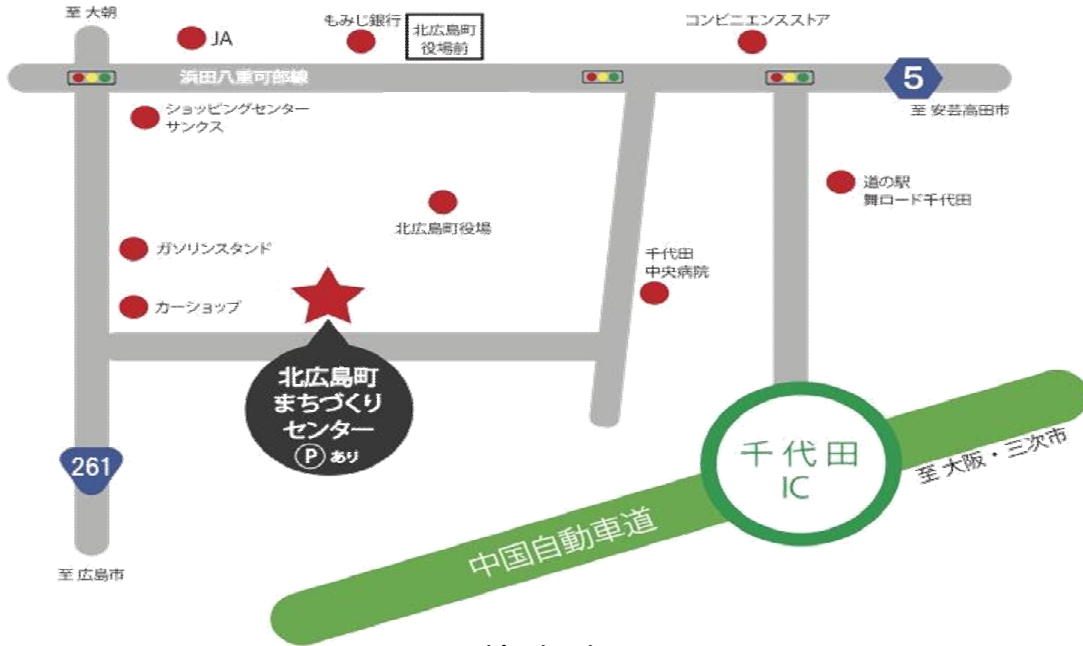 至 大朝
JA
もみじ銀行
北広島町
役場前
コンビニエンスストア
浜田八重可部線
5
至 安芸高田市
ショッピングセンター
サンクス
道の駅
舞ロード千代田
北広島町役場
ガソリンスタンド
千代田
中央病院
カーショップ
北広島町
まちづくり
センター
Ⓟ あり
261
千代田
IC
至 大阪・三次市
中国自動車道
至 広島市